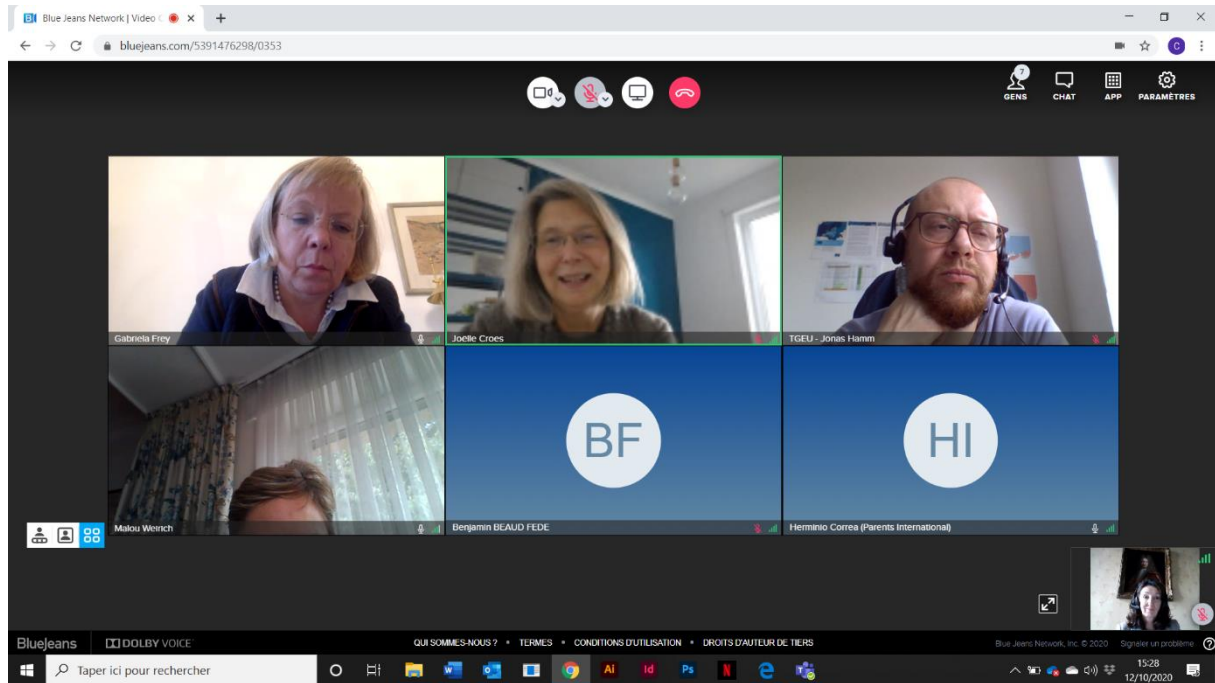 Blue Jeans Network | Video C
bluejeans.com/5391476298/0353
C
7
GENS
CHAT
APP
PARAMÈTRES
Gabriela Frey
Joelle Croes
TGEU - Jonas Hamm
BF
HI
Malou Weirich
Benjamin BEAUD FEDE
Herminio Correa (Parents International)
BlueJeans
DOLBY VOICE
QUI SOMMES-NOUS ?
TERMES
CONDITIONS D'UTILISATION
DROITS D'AUTEUR DE TIERS
Blue Jeans Network, Inc. © 2020
Signaler un problème
Taper ici pour rechercher
Ai
Id
Ps
N
15:28
12/10/2020